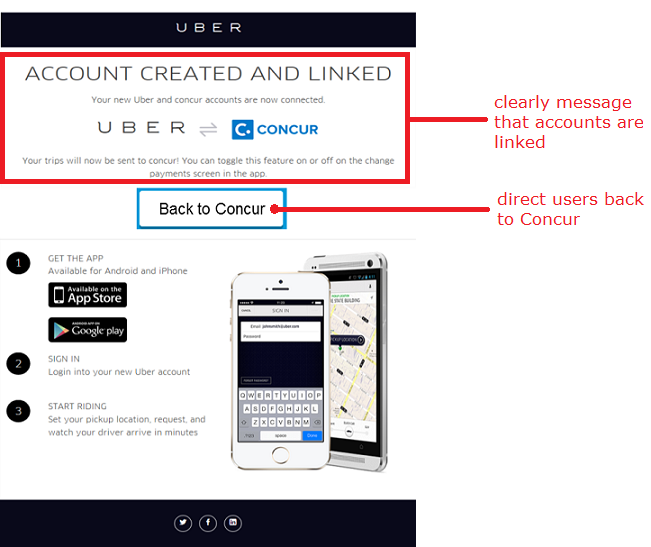 UBER
ACCOUNT CREATED AND LINKED
Your new Uber and concur accounts are now connected.
UBER CONCUR
Your trips will now be sent to concur! You can toggle this feature on or off on the change
payments screen in the app.
clearly message
that accounts are
linked
Back to Concur
direct users back
to Concur
1
GET THE APP
Available for Android and iPhone
Available on the
App Store
ANDROID APP ON
Google play
2
SIGN IN
Login into your new Uber account
3
START RIDING
Set your pickup location, request, and
watch your driver arrive in minutes
SIGN IN
Email johnsmith@uber.com
Password
Q W E R T Y U I O P
A S D F G H J K L
Z X C V B N M
space
Done